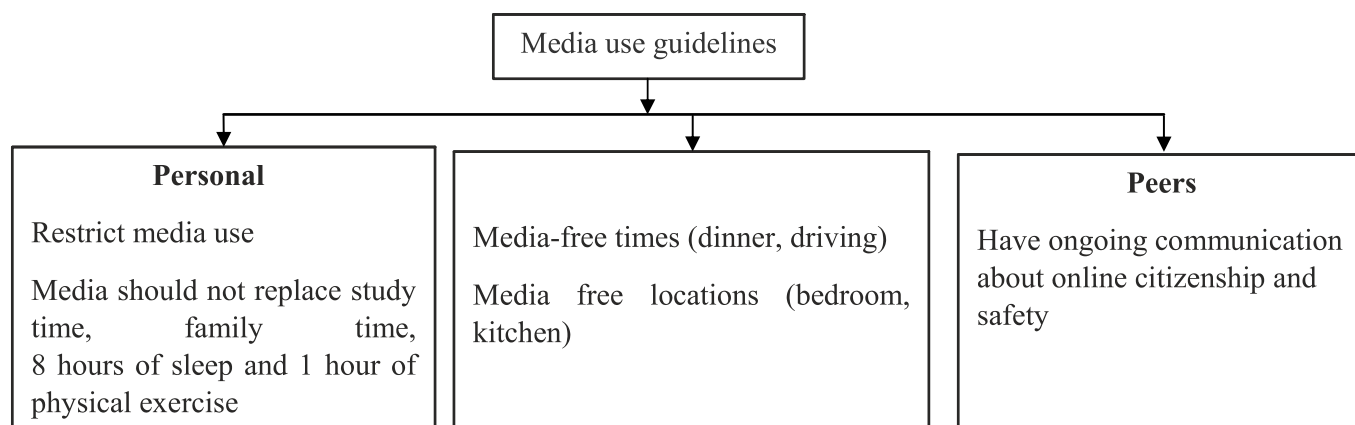 Media use guidelines
Personal
Restrict media use
Media should not replace study
time, family time,
8 hours of sleep and 1 hour of
physical exercise
Media-free times (dinner, driving)
Media free locations (bedroom,
kitchen)
Peers
Have ongoing communication
about online citizenship and
safety